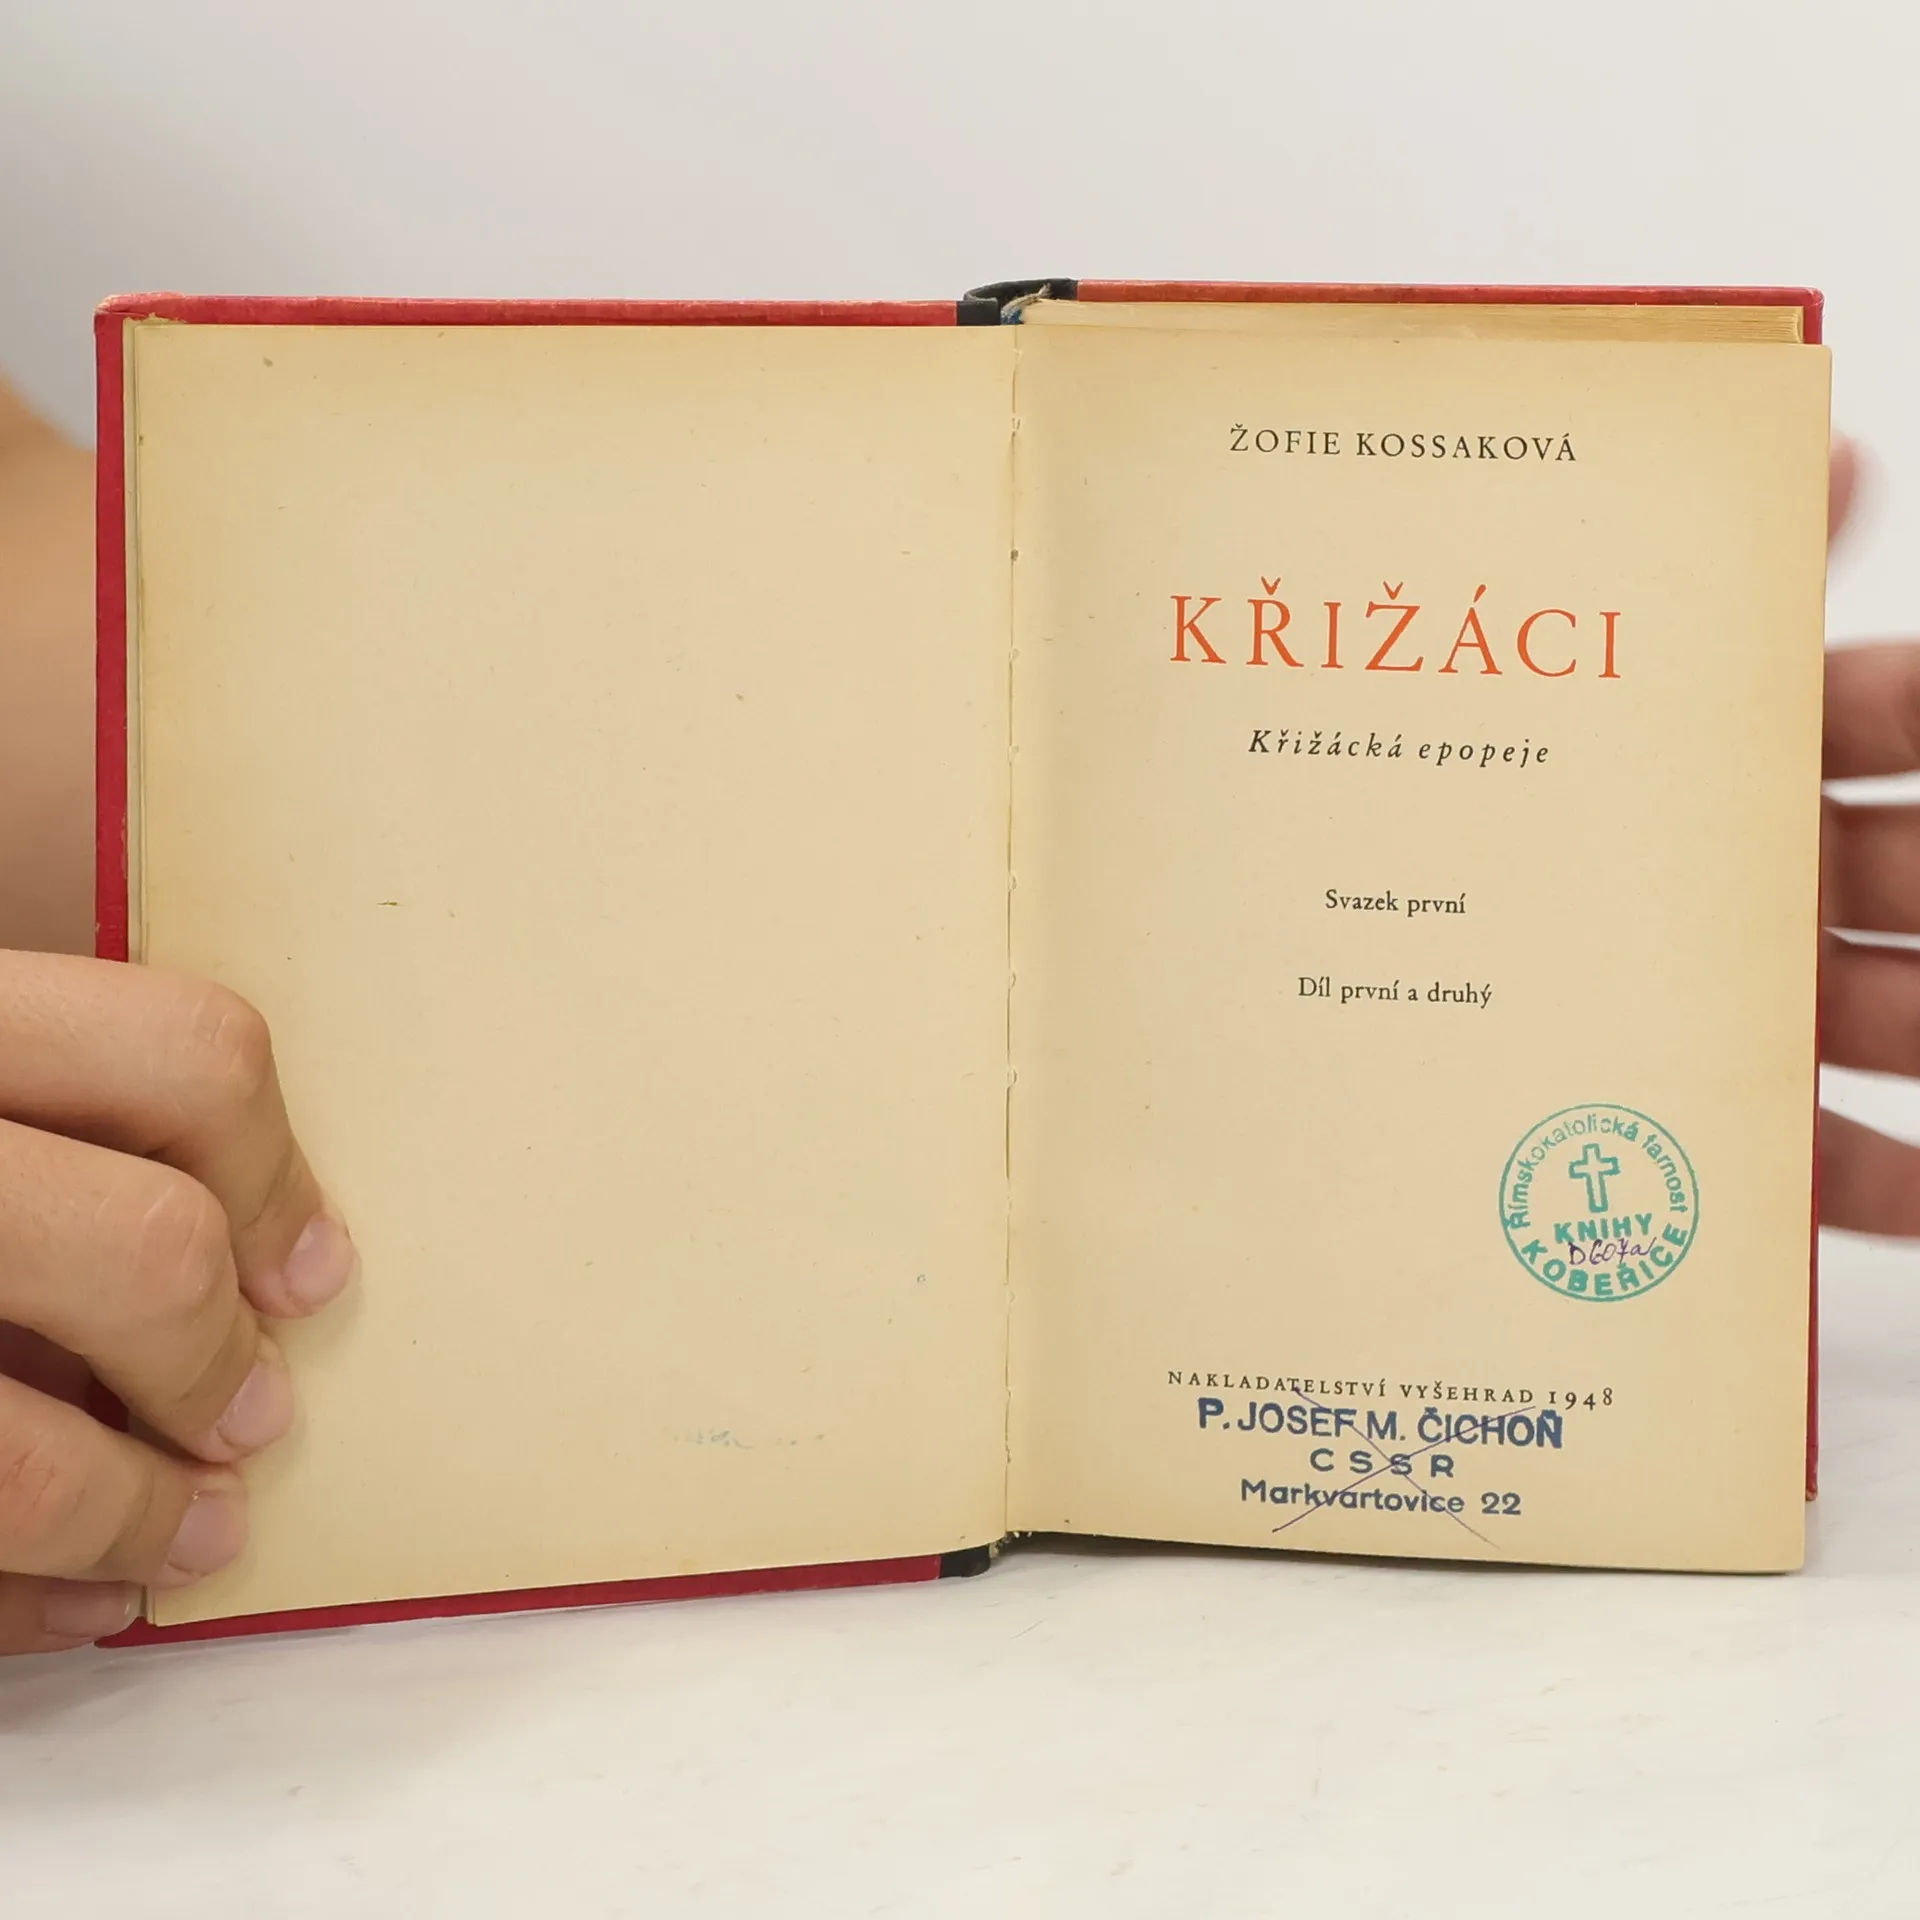 ŽOFIE KOSSAKOVÁ
KŘIŽÁCI
Křižácká epopeje
Svazek první
Díl první a druhý
Římskokatolická farnost
KNIHY
KOBEŘICE
NAKLADATELSTVÍ VYŠEHRAD 1948
P. JOSEF M. ČICHOŇ
CSSR
Markvartovice 22